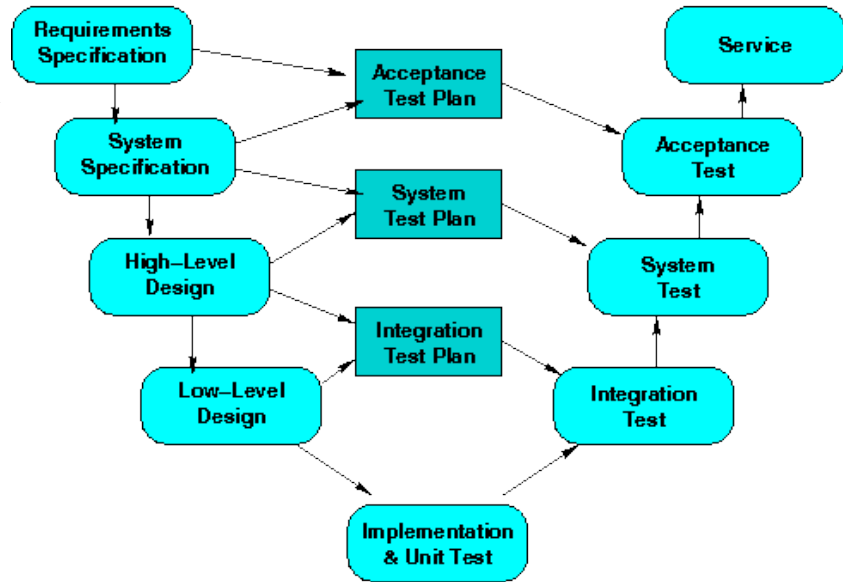 Requirements
Specification
Service
Acceptance
Test Plan
System
Specification
Acceptance
Test
System
Test Plan
High–Level
Design
System
Test
Integration
Test Plan
Low–Level
Design
Integration
Test
Implementation
& Unit Test